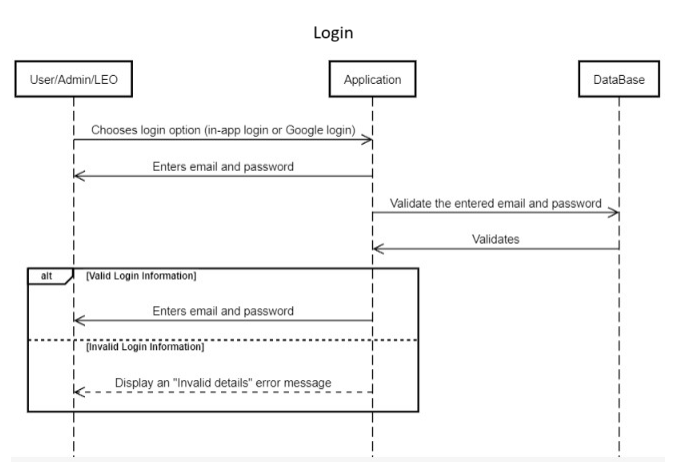 Login
User/Admin/LEO
Application
DataBase
Chooses login option (in-app login or Google login)
Enters email and password
Validate the entered email and password
Validates
alt
[Valid Login Information]
Enters email and password
[Invalid Login Information]
Display an "Invalid details" error message